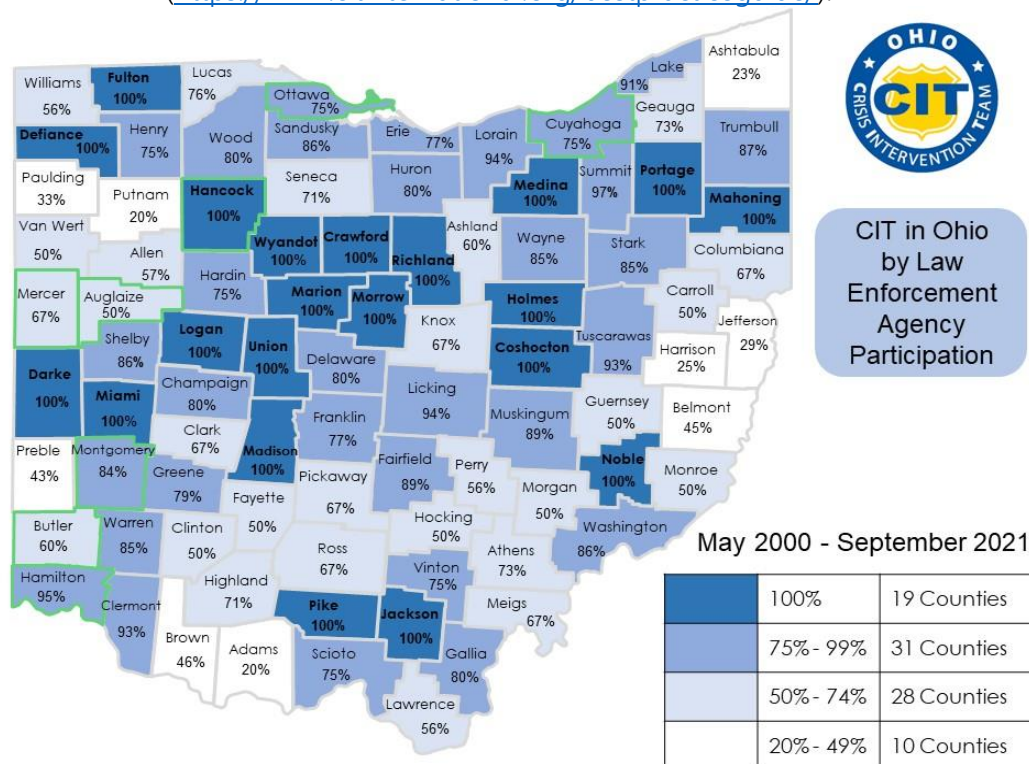 Williams
56%
Fulton
100%
Lucas
76%
Ottawa
75%
Lake
91%
Ashtabula
23%
Geauga
73%
Cuyahoga
75%
Defiance
100%
Henry
75%
Wood
80%
Sandusky
86%
Erie
77%
Lorain
94%
Trumbull
87%
Paulding
33%
Putnam
20%
Hancock
100%
Seneca
71%
Huron
80%
Medina
100%
Summit
97%
Portage
100%
Mahoning
100%
Van Wert
50%
Allen
57%
Wyandot
100%
Crawford
100%
Richland
100%
Ashland
60%
Wayne
85%
Stark
85%
Columbiana
67%
Mercer
67%
Auglaize
50%
Hardin
75%
Marion
100%
Morrow
100%
Knox
67%
Holmes
100%
Carroll
50%
Jefferson
29%
Shelby
86%
Logan
100%
Union
100%
Delaware
80%
Coshocton
100%
Tuscarawas
93%
Harrison
25%
Darke
100%
Miami
100%
Champaign
80%
Licking
94%
Guernsey
50%
Belmont
45%
Clark
67%
Madison
100%
Franklin
77%
Muskingum
89%
Noble
100%
Monroe
50%
Preble
43%
Montgomery
84%
Greene
79%
Fayette
50%
Pickaway
67%
Fairfield
89%
Perry
56%
Morgan
50%
Washington
86%
Butler
60%
Warren
85%
Clinton
50%
Ross
67%
Hocking
50%
Athens
73%
Hamilton
95%
Clermont
93%
Highland
71%
Vinton
75%
Meigs
67%
Brown
46%
Adams
20%
Pike
100%
Jackson
100%
Scioto
75%
Gallia
80%
Lawrence
56%
OHIO
CIT
CRISIS INTERVENTION TEAM
CIT in Ohio
by Law
Enforcement
Agency
Participation
May 2000 - September 2021
100% 19 Counties
75% - 99% 31 Counties
50% - 74% 28 Counties
20% - 49% 10 Counties